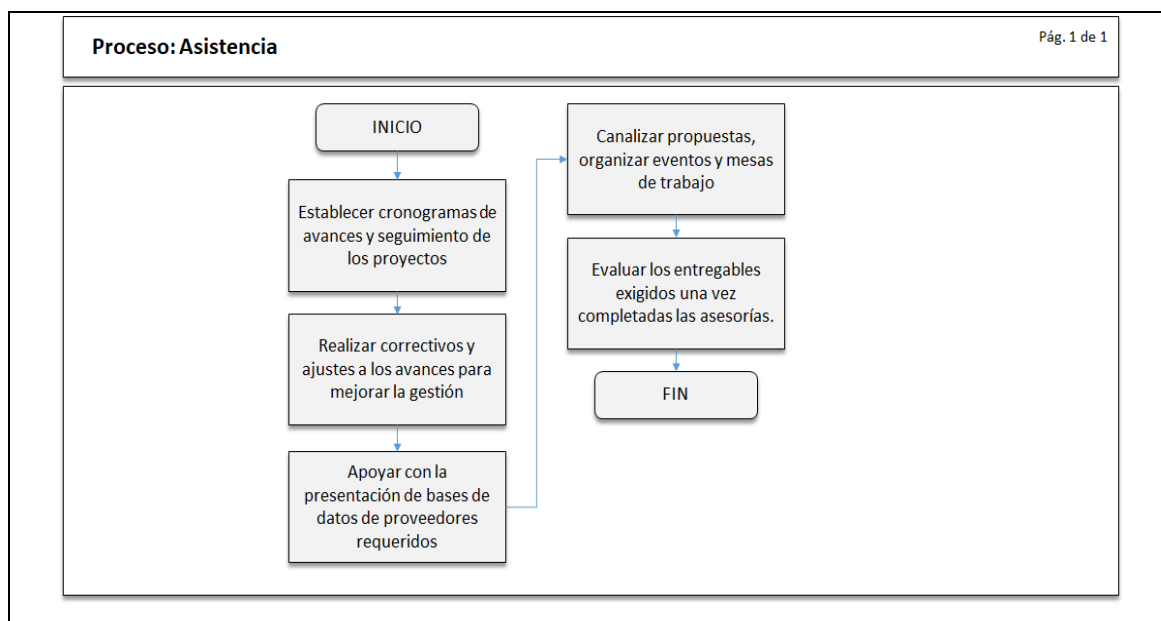 Proceso: Asistencia
Pág. 1 de 1
INICIO
Establecer cronogramas de
avances y seguimiento de
los proyectos
Realizar correctivos y
ajustes a los avances para
mejorar la gestión
Apoyar con la
presentación de bases de
datos de proveedores
requeridos
Canalizar propuestas,
organizar eventos y mesas
de trabajo
Evaluar los entregables
exigidos una vez
completadas las asesorías.
FIN